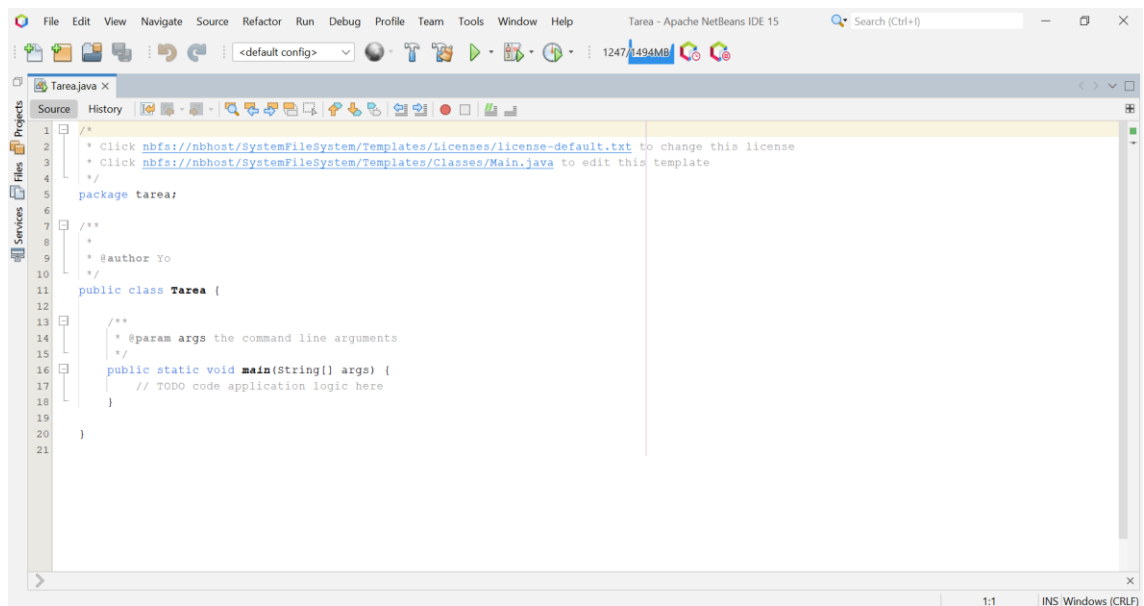 File Edit View Navigate Source Refactor Run Debug Profile Team Tools Window Help Tarea - Apache NetBeans IDE 15 Search (Ctrl+I)
<default config> 1247/1494MB
Tarea.java
Source History
Projects
Files
Services
1 /*
2 * Click nbfs://nbhost/SystemFileSystem/Templates/Licenses/license-default.txt to change this license
3 * Click nbfs://nbhost/SystemFileSystem/Templates/Classes/Main.java to edit this template
4 */
5 package tarea;
6
7 /**
8 *
9 * @author Yo
10 */
11 public class Tarea {
12
13 /**
14 * @param args the command line arguments
15 */
16 public static void main(String[] args) {
17 // TODO code application logic here
18 }
19
20 }
21
1:1 INS Windows (CRLF)